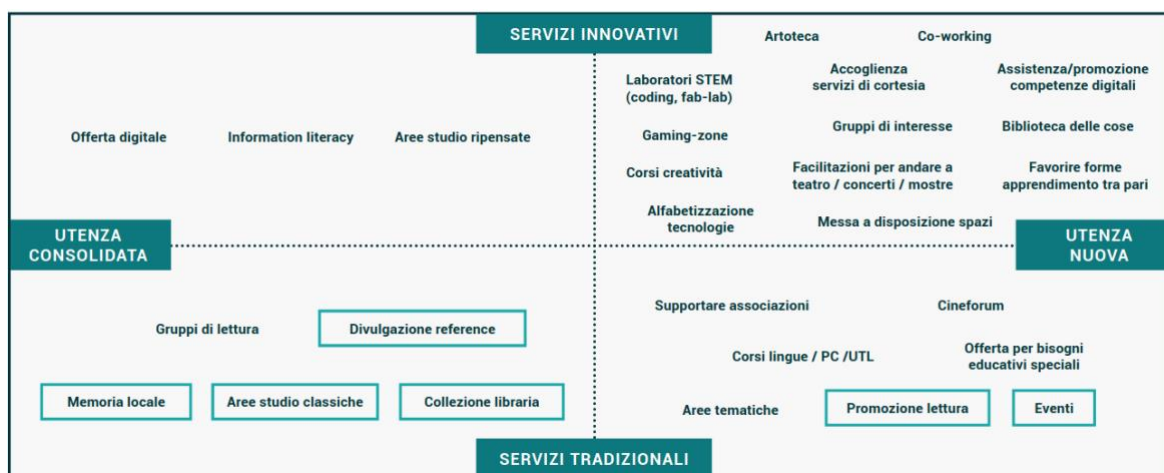 SERVIZI INNOVATIVI
Artoteca
Co-working
Laboratori STEM
(coding, fab-lab)
Accoglienza
servizi di cortesia
Assistenza/promozione
competenze digitali
Offerta digitale
Information literacy
Aree studio ripensate
Gaming-zone
Gruppi di interesse
Biblioteca delle cose
Corsi creatività
Facilitazioni per andare a
teatro / concerti / mostre
Favorire forme
apprendimento tra pari
Alfabetizzazione
tecnologie
Messa a disposizione spazi
UTENZA
CONSOLIDATA
UTENZA
NUOVA
Supportare associazioni
Cineforum
Gruppi di lettura
Divulgazione reference
Corsi lingue / PC /UTL
Offerta per bisogni
educativi speciali
Memoria locale
Aree studio classiche
Collezione libraria
Aree tematiche
Promozione lettura
Eventi
SERVIZI TRADIZIONALI